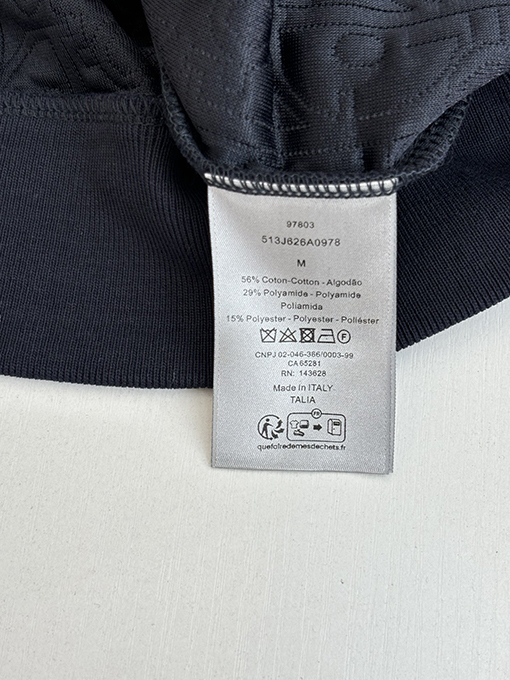 97803
513J626A0978
M
56% Coton-Cotton - Algodão
29% Polyamide - Polyamide
Poliamida
15% Polyester - Polyester - Poliéster
CNPJ 02-046-386/0003-99
CA 65281
RN: 143628
Made in ITALY
TALIA
FR
quefairedemesdechets.fr